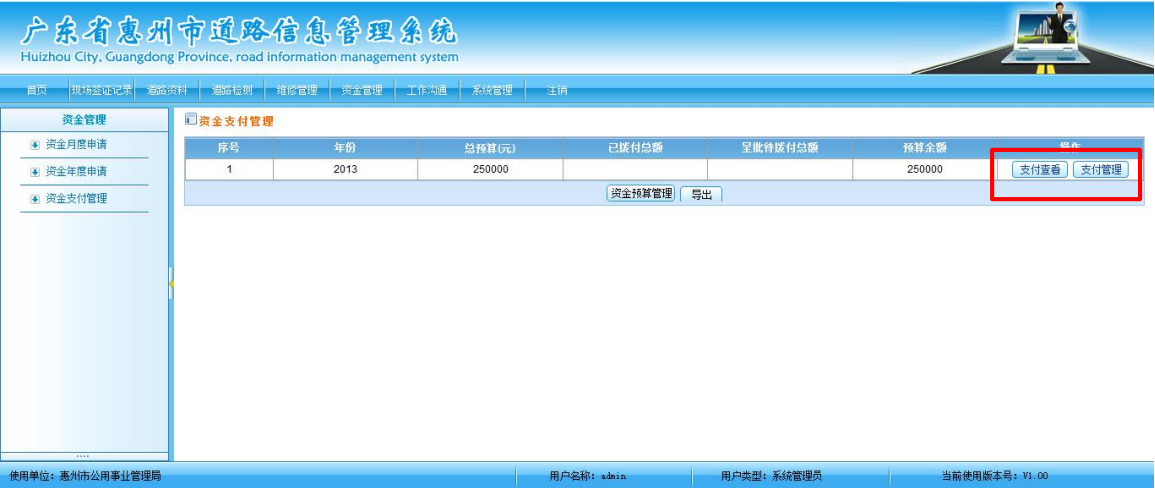 广东省惠州市道路信息管理系统
Huizhou City, Guangdong Province, road information management system
首页 现场签证记录 道路资料 道路检测 维修管理 资金管理 工作沟通 系统管理 注销
资金管理
资金月度申请
资金年度申请
资金支付管理
资金支付管理
序号 年份 总预算(元) 已拨付总额 呈批待拨付总额 预算余额 操作
1 2013 250000 250000 支付查看 支付管理
资金预算管理 导出
使用单位：惠州市公用事业管理局 用户名称：admin 用户类型：系统管理员 当前使用版本号：V1.00